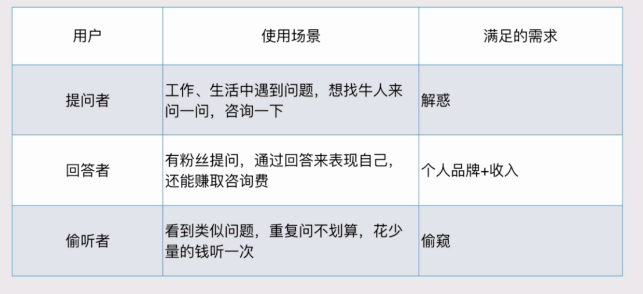 用户 使用场景 满足的需求
提问者 工作、生活中遇到问题，想找牛人来
问一问，咨询一下 解惑
回答者 有粉丝提问，通过回答来表现自己，
还能赚取咨询费 个人品牌+收入
偷听者 看到类似问题，重复问不划算，花少
量的钱听一次 偷窥